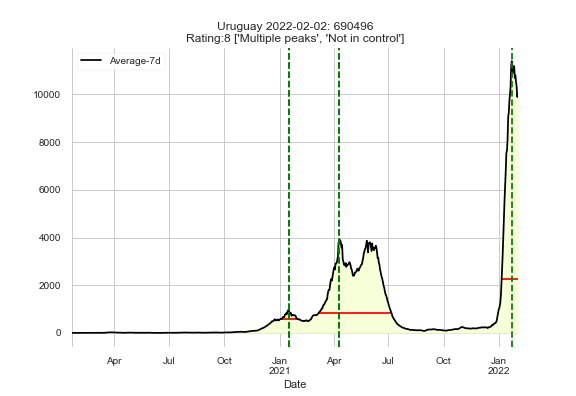 Uruguay 2022-02-02: 690496
Rating:8 ['Multiple peaks', 'Not in control']
Average-7d
10000
8000
6000
4000
2000
0
Apr
Jul
Oct
Jan
2021
Apr
Jul
Oct
Jan
2022
Date